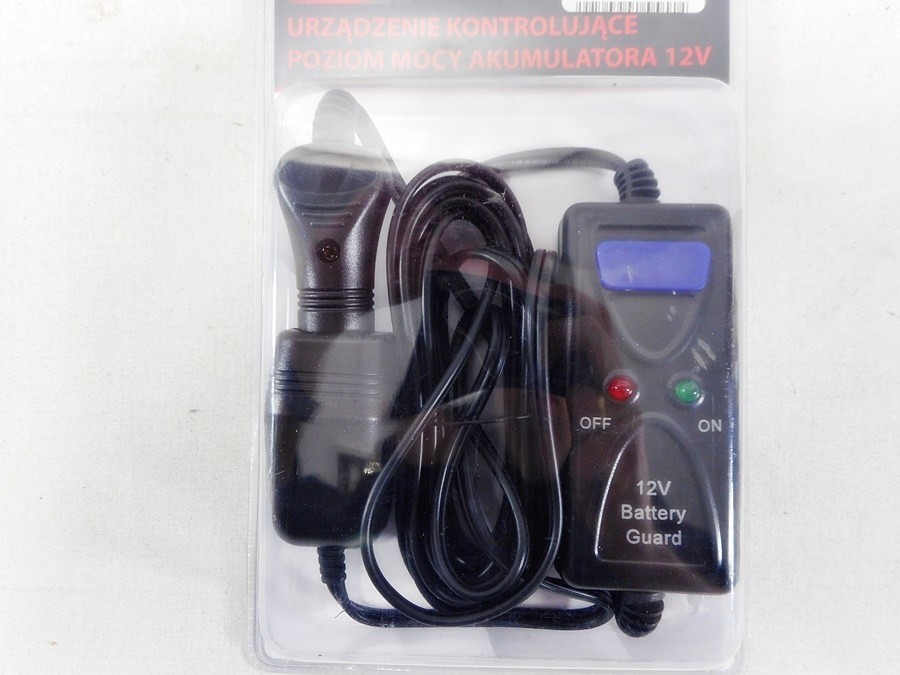 URZĄDZENIE KONTROLUJĄCE
POZIOM MOCY AKUMULATORA 12V
OFF
ON
12V
Battery
Guard